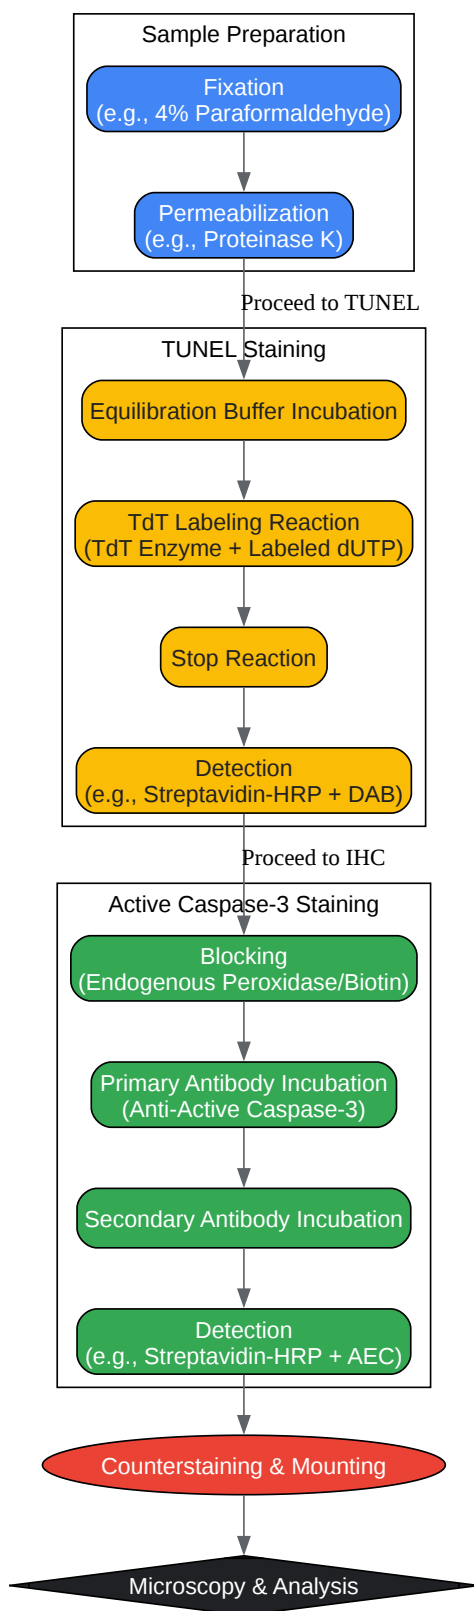 Sample Preparation
Fixation
(e.g., 4% Paraformaldehyde)
Permeabilization
(e.g., Proteinase K)
Proceed to TUNEL
TUNEL Staining
Equilibration Buffer Incubation
TdT Labeling Reaction
(TdT Enzyme + Labeled dUTP)
Stop Reaction
Detection
(e.g., Streptavidin-HRP + DAB)
Proceed to IHC
Active Caspase-3 Staining
Blocking
(Endogenous Peroxidase/Biotin)
Primary Antibody Incubation
(Anti-Active Caspase-3)
Secondary Antibody Incubation
Detection
(e.g., Streptavidin-HRP + AEC)
Counterstaining & Mounting
Microscopy & Analysis